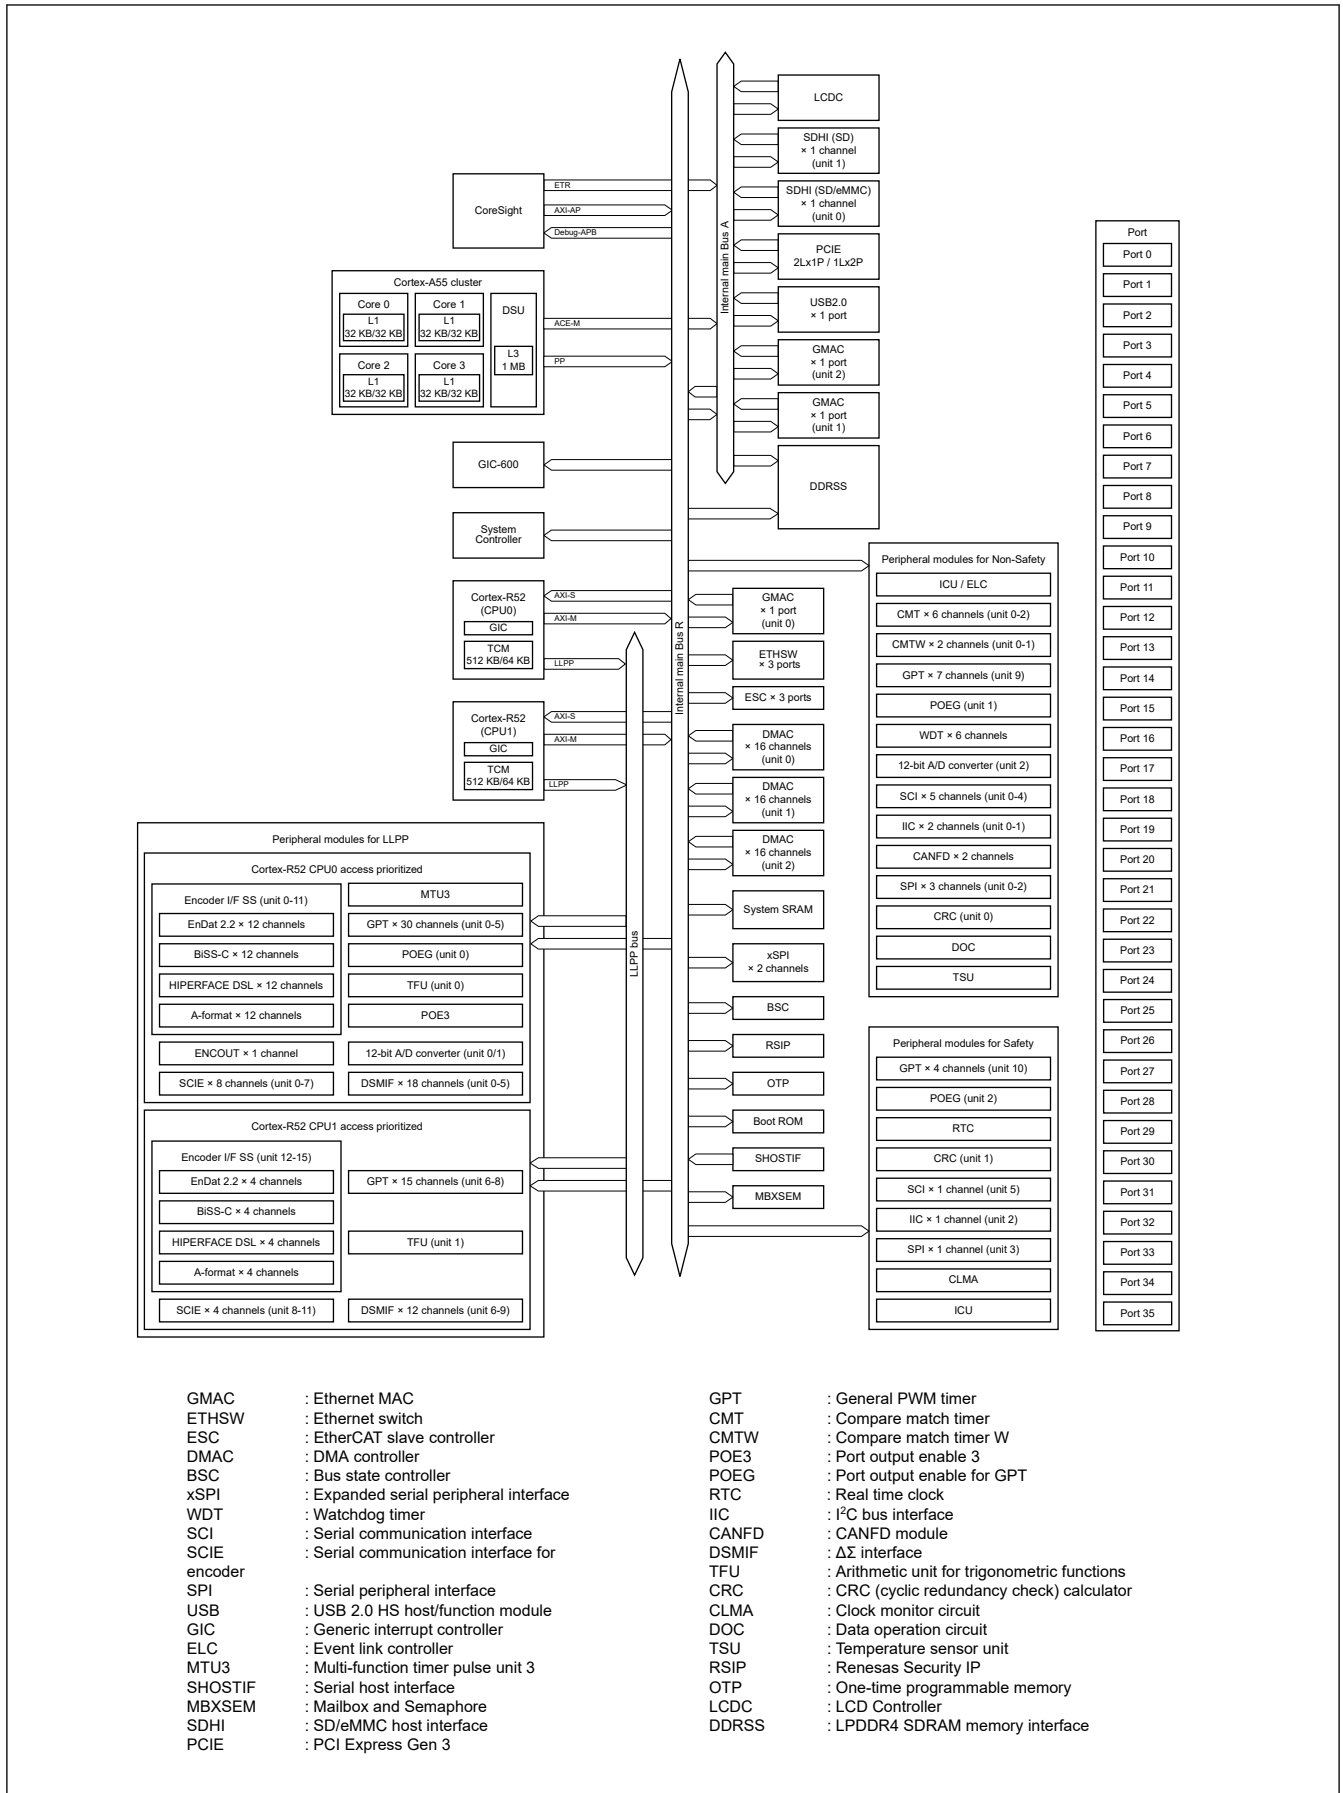 LCDC
SDHI (SD)
× 1 channel
(unit 1)
SDHI (SD/eMMC)
× 1 channel
(unit 0)
PCIE
2Lx1P / 1Lx2P
USB2.0
× 1 port
GMAC
× 1 port
(unit 2)
GMAC
× 1 port
(unit 1)
DDRSS
Internal main Bus A
CoreSight
ETR
AXI-AP
Debug-APB
Cortex-A55 cluster
Core 0
L1
32 KB/32 KB
Core 1
L1
32 KB/32 KB
Core 2
L1
32 KB/32 KB
Core 3
L1
32 KB/32 KB
DSU
L3
1 MB
ACE-M
PP
GIC-600
System
Controller
Cortex-R52
(CPU0)
GIC
TCM
512 KB/64 KB
AXI-S
AXI-M
LLPP
Cortex-R52
(CPU1)
GIC
TCM
512 KB/64 KB
AXI-S
AXI-M
LLPP
Internal main Bus R
LLPP bus
GMAC
× 1 port
(unit 0)
ETHSW
× 3 ports
ESC × 3 ports
DMAC
× 16 channels
(unit 0)
DMAC
× 16 channels
(unit 1)
DMAC
× 16 channels
(unit 2)
System SRAM
xSPI
× 2 channels
BSC
RSIP
OTP
Boot ROM
SHOSTIF
MBXSEM
Peripheral modules for LLPP
Cortex-R52 CPU0 access prioritized
Encoder I/F SS (unit 0-11)
EnDat 2.2 × 12 channels
BiSS-C × 12 channels
HIPERFACE DSL × 12 channels
A-format × 12 channels
ENCOUT × 1 channel
SCIE × 8 channels (unit 0-7)
MTU3
GPT × 30 channels (unit 0-5)
POEG (unit 0)
TFU (unit 0)
POE3
12-bit A/D converter (unit 0/1)
DSMIF × 18 channels (unit 0-5)
Cortex-R52 CPU1 access prioritized
Encoder I/F SS (unit 12-15)
EnDat 2.2 × 4 channels
BiSS-C × 4 channels
HIPERFACE DSL × 4 channels
A-format × 4 channels
SCIE × 4 channels (unit 8-11)
GPT × 15 channels (unit 6-8)
TFU (unit 1)
DSMIF × 12 channels (unit 6-9)
Peripheral modules for Non-Safety
ICU / ELC
CMT × 6 channels (unit 0-2)
CMTW × 2 channels (unit 0-1)
GPT × 7 channels (unit 9)
POEG (unit 1)
WDT × 6 channels
12-bit A/D converter (unit 2)
SCI × 5 channels (unit 0-4)
IIC × 2 channels (unit 0-1)
CANFD × 2 channels
SPI × 3 channels (unit 0-2)
CRC (unit 0)
DOC
TSU
Peripheral modules for Safety
GPT × 4 channels (unit 10)
POEG (unit 2)
RTC
CRC (unit 1)
SCI × 1 channel (unit 5)
IIC × 1 channel (unit 2)
SPI × 1 channel (unit 3)
CLMA
ICU
Port
Port 0
Port 1
Port 2
Port 3
Port 4
Port 5
Port 6
Port 7
Port 8
Port 9
Port 10
Port 11
Port 12
Port 13
Port 14
Port 15
Port 16
Port 17
Port 18
Port 19
Port 20
Port 21
Port 22
Port 23
Port 24
Port 25
Port 26
Port 27
Port 28
Port 29
Port 30
Port 31
Port 32
Port 33
Port 34
Port 35
GMAC : Ethernet MAC
ETHSW : Ethernet switch
ESC : EtherCAT slave controller
DMAC : DMA controller
BSC : Bus state controller
xSPI : Expanded serial peripheral interface
WDT : Watchdog timer
SCI : Serial communication interface
SCIE : Serial communication interface for
encoder
SPI : Serial peripheral interface
USB : USB 2.0 HS host/function module
GIC : Generic interrupt controller
ELC : Event link controller
MTU3 : Multi-function timer pulse unit 3
SHOSTIF : Serial host interface
MBXSEM : Mailbox and Semaphore
SDHI : SD/eMMC host interface
PCIE : PCI Express Gen 3
GPT : General PWM timer
CMT : Compare match timer
CMTW : Compare match timer W
POE3 : Port output enable 3
POEG : Port output enable for GPT
RTC : Real time clock
IIC : I²C bus interface
CANFD : CANFD module
DSMIF : ΔΣ interface
TFU : Arithmetic unit for trigonometric functions
CRC : CRC (cyclic redundancy check) calculator
CLMA : Clock monitor circuit
DOC : Data operation circuit
TSU : Temperature sensor unit
RSIP : Renesas Security IP
OTP : One-time programmable memory
LCDC : LCD Controller
DDRSS : LPDDR4 SDRAM memory interface